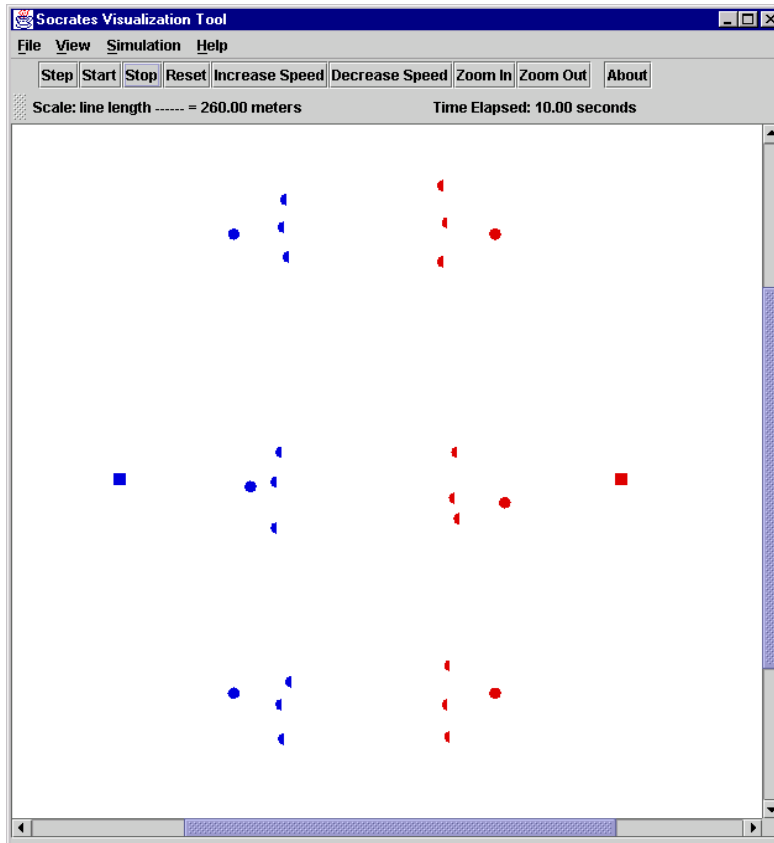 Socrates Visualization Tool
File View Simulation Help
Step Start Stop Reset Increase Speed Decrease Speed Zoom In Zoom Out About
Scale: line length ------ = 260.00 meters Time Elapsed: 10.00 seconds